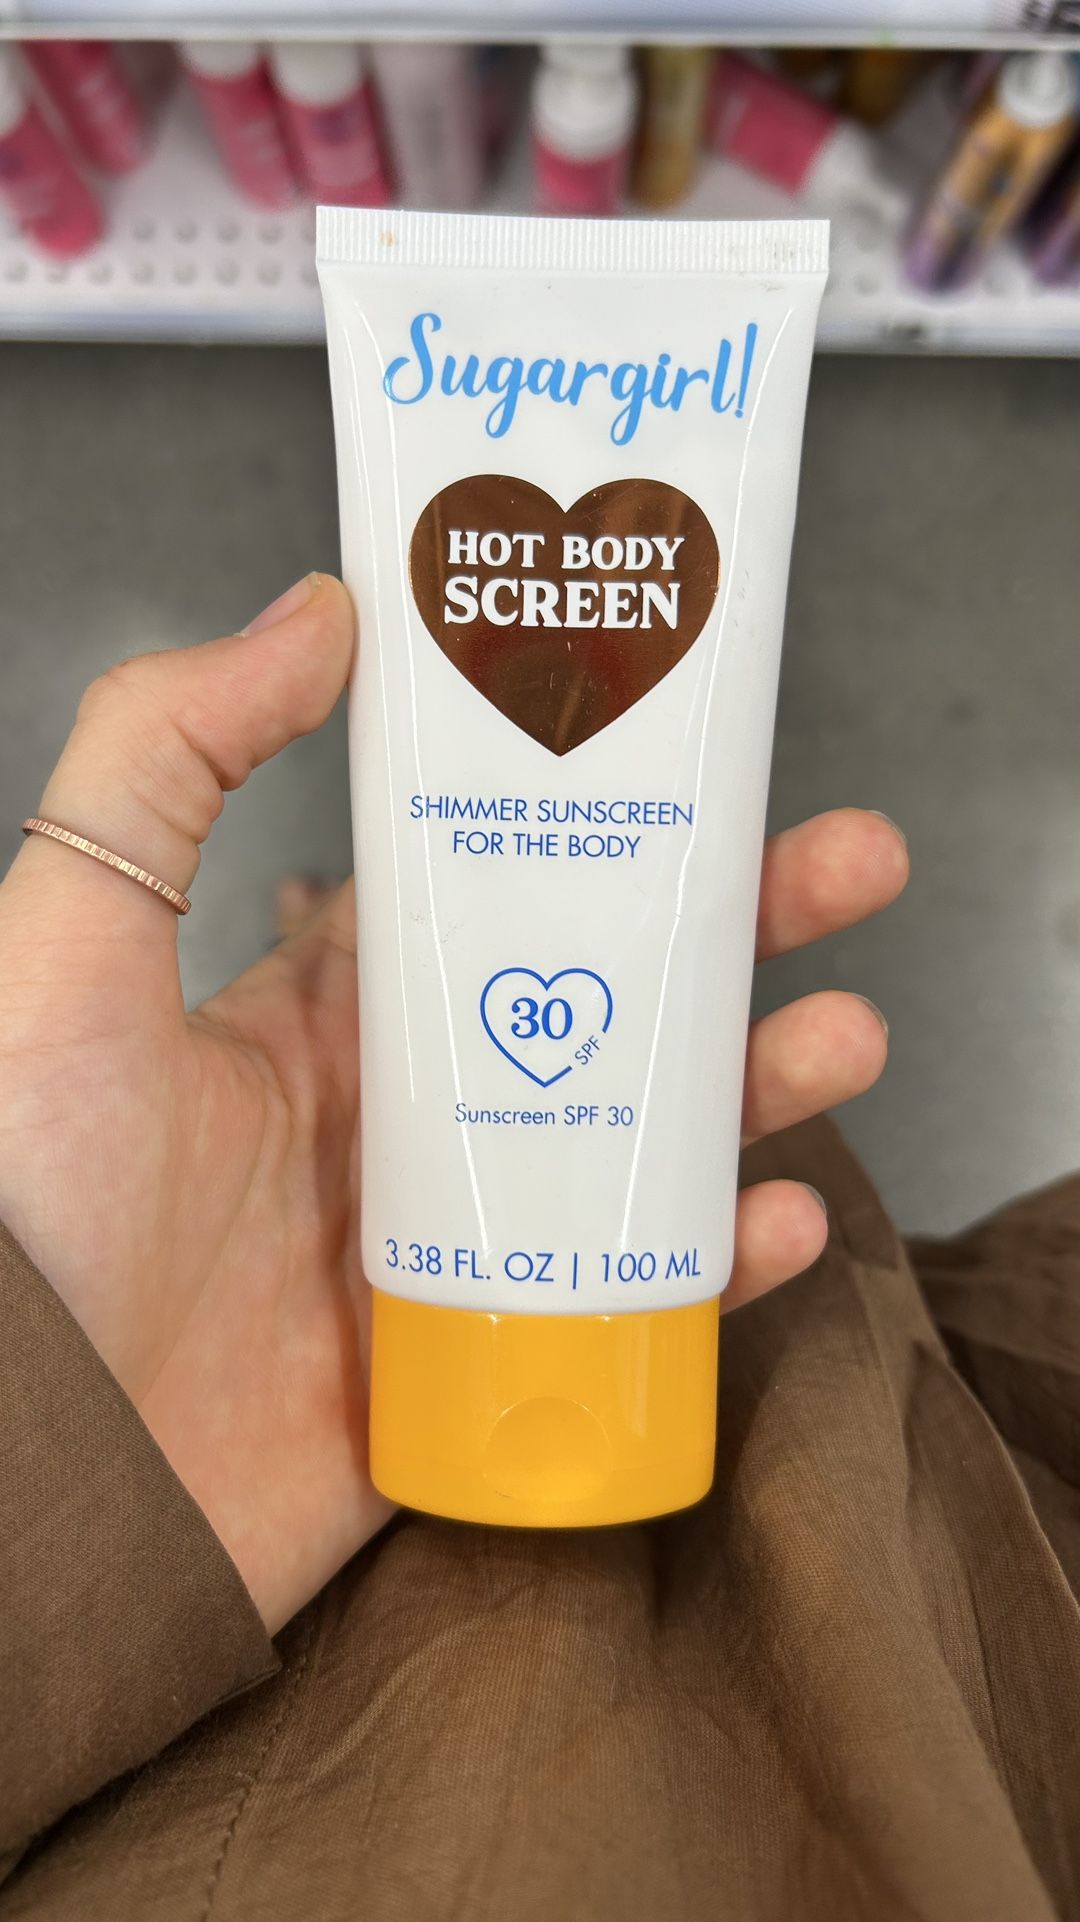 Sugargirl!
HOT BODY
SCREEN
SHIMMER SUNSCREEN
FOR THE BODY
30
SPF
Sunscreen SPF 30
3.38 FL. OZ | 100 ML